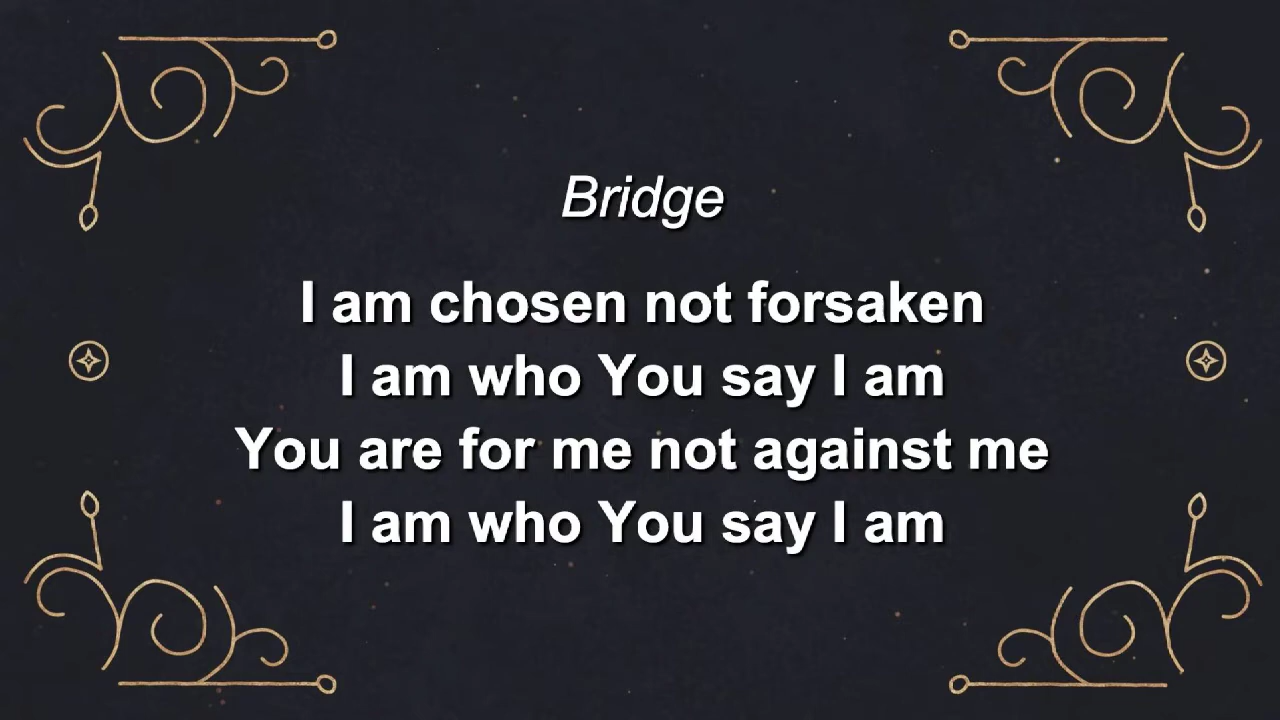 Bridge
I am chosen not forsaken
I am who You say I am
You are for me not against me
I am who You say I am